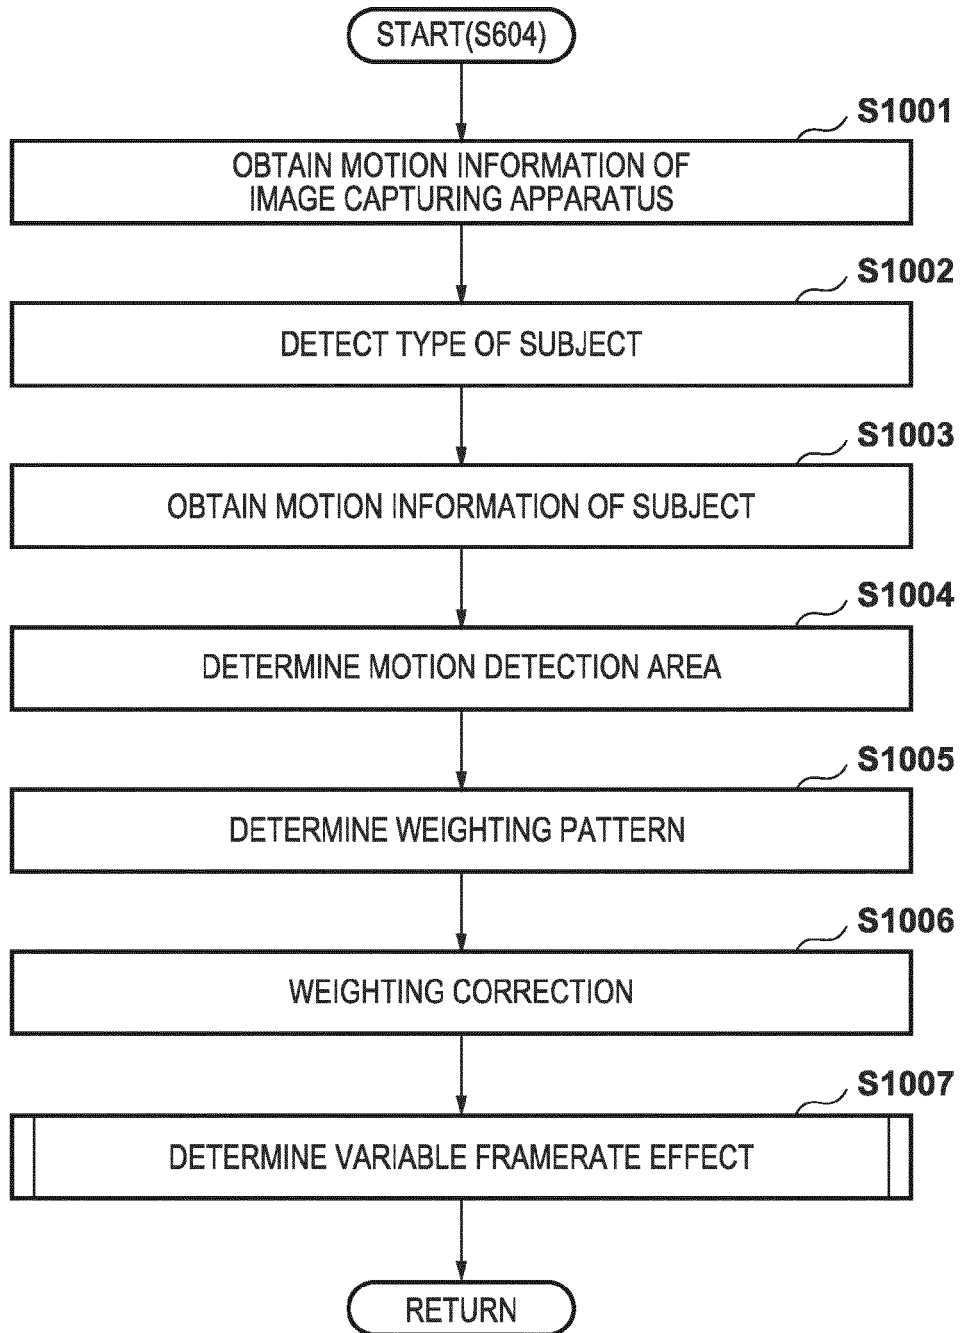 START(S604)
S1001
OBTAIN MOTION INFORMATION OF
IMAGE CAPTURING APPARATUS
S1002
DETECT TYPE OF SUBJECT
S1003
OBTAIN MOTION INFORMATION OF SUBJECT
S1004
DETERMINE MOTION DETECTION AREA
S1005
DETERMINE WEIGHTING PATTERN
S1006
WEIGHTING CORRECTION
S1007
DETERMINE VARIABLE FRAMERATE EFFECT
RETURN